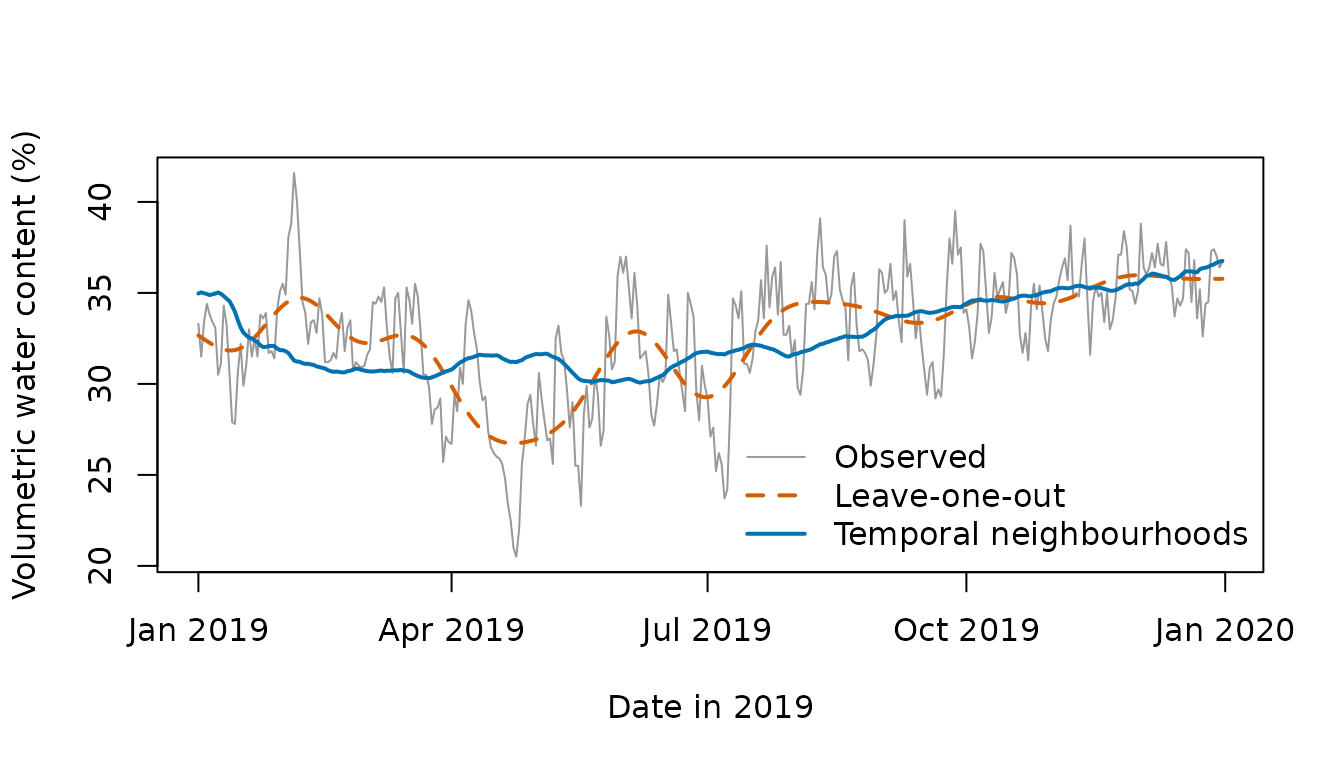 Volumetric water content (%)
40
35
30
25
20
Observed
Leave-one-out
Temporal neighbourhoods
Jan 2019 Apr 2019 Jul 2019 Oct 2019 Jan 2020
Date in 2019